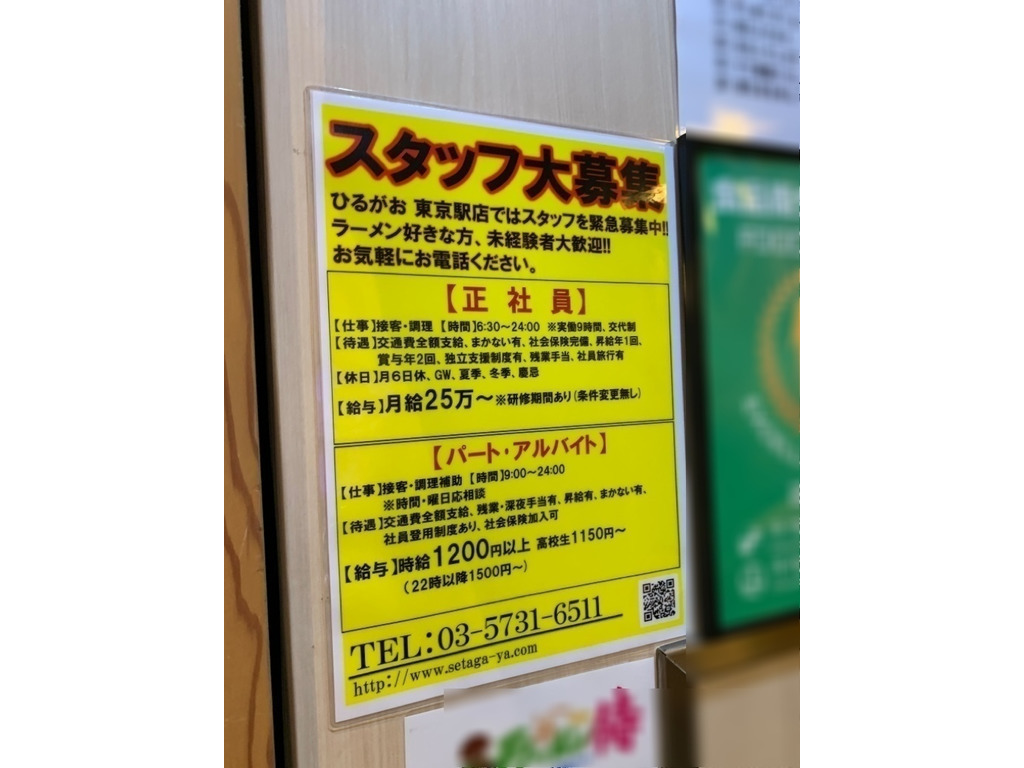 スタッフ大募集
ひるがお 東京駅店ではスタッフを緊急募集中!!
ラーメン好きな方、未経験者大歓迎!!
お気軽にお電話ください。
【正 社 員】
【仕事】接客・調理 【時間】6:30〜24:00 ※実働9時間、交代制
【待遇】交通費全額支給、まかない有、社会保険完備、昇給年1回、
賞与年2回、独立支援制度有、残業手当、社員旅行有
【休日】月6日休、GW、夏季、冬季、慶忌
【給与】月給25万〜※研修期間あり(条件変更無し)
【パート・アルバイト】
【仕事】接客・調理補助 【時間】9:00〜24:00
※時間・曜日応相談
【待遇】交通費全額支給、残業・深夜手当有、昇給有、まかない有、
社員登用制度あり、社会保険加入可
【給与】時給1200円以上 高校生1150円〜
(22時以降1500円〜)
TEL:03-5731-6511
http://www.setaga-ya.com